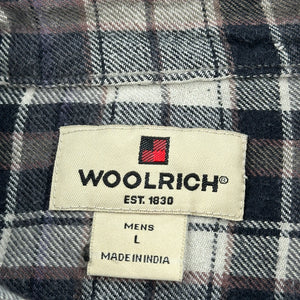 WOOLRICH®
EST. 1830
MENS
L
MADE IN INDIA